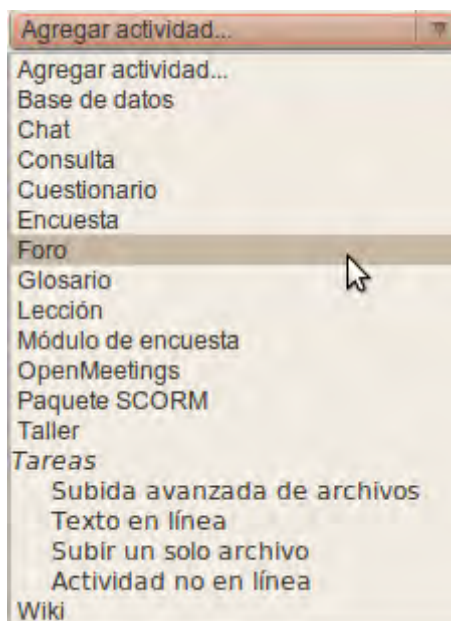 Agregar actividad...
Agregar actividad...
Base de datos
Chat
Consulta
Cuestionario
Encuesta
Foro
Glosario
Lección
Módulo de encuesta
OpenMeetings
Paquete SCORM
Taller
Tareas
Subida avanzada de archivos
Texto en línea
Subir un solo archivo
Actividad no en línea
Wiki